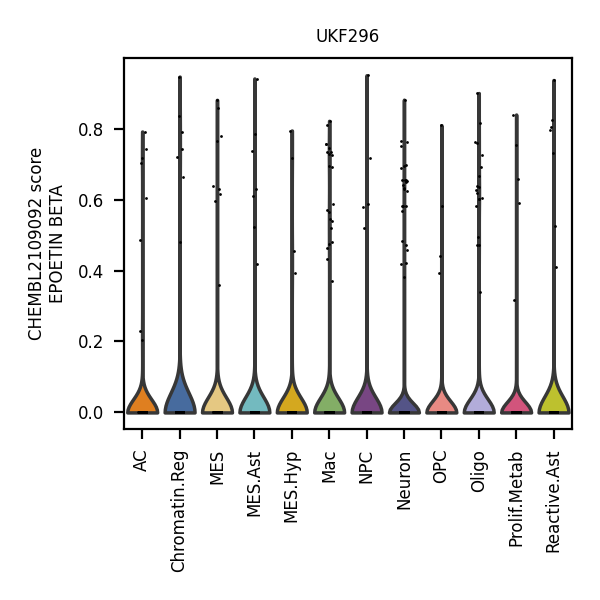 UKF296
CHEMBL2109092 score
EPOETIN BETA
0.8
0.6
0.4
0.2
0.0
AC
Chromatin.Reg
MES
MES.Ast
MES.Hyp
Mac
NPC
Neuron
OPC
Oligo
Prolif.Metab
Reactive.Ast